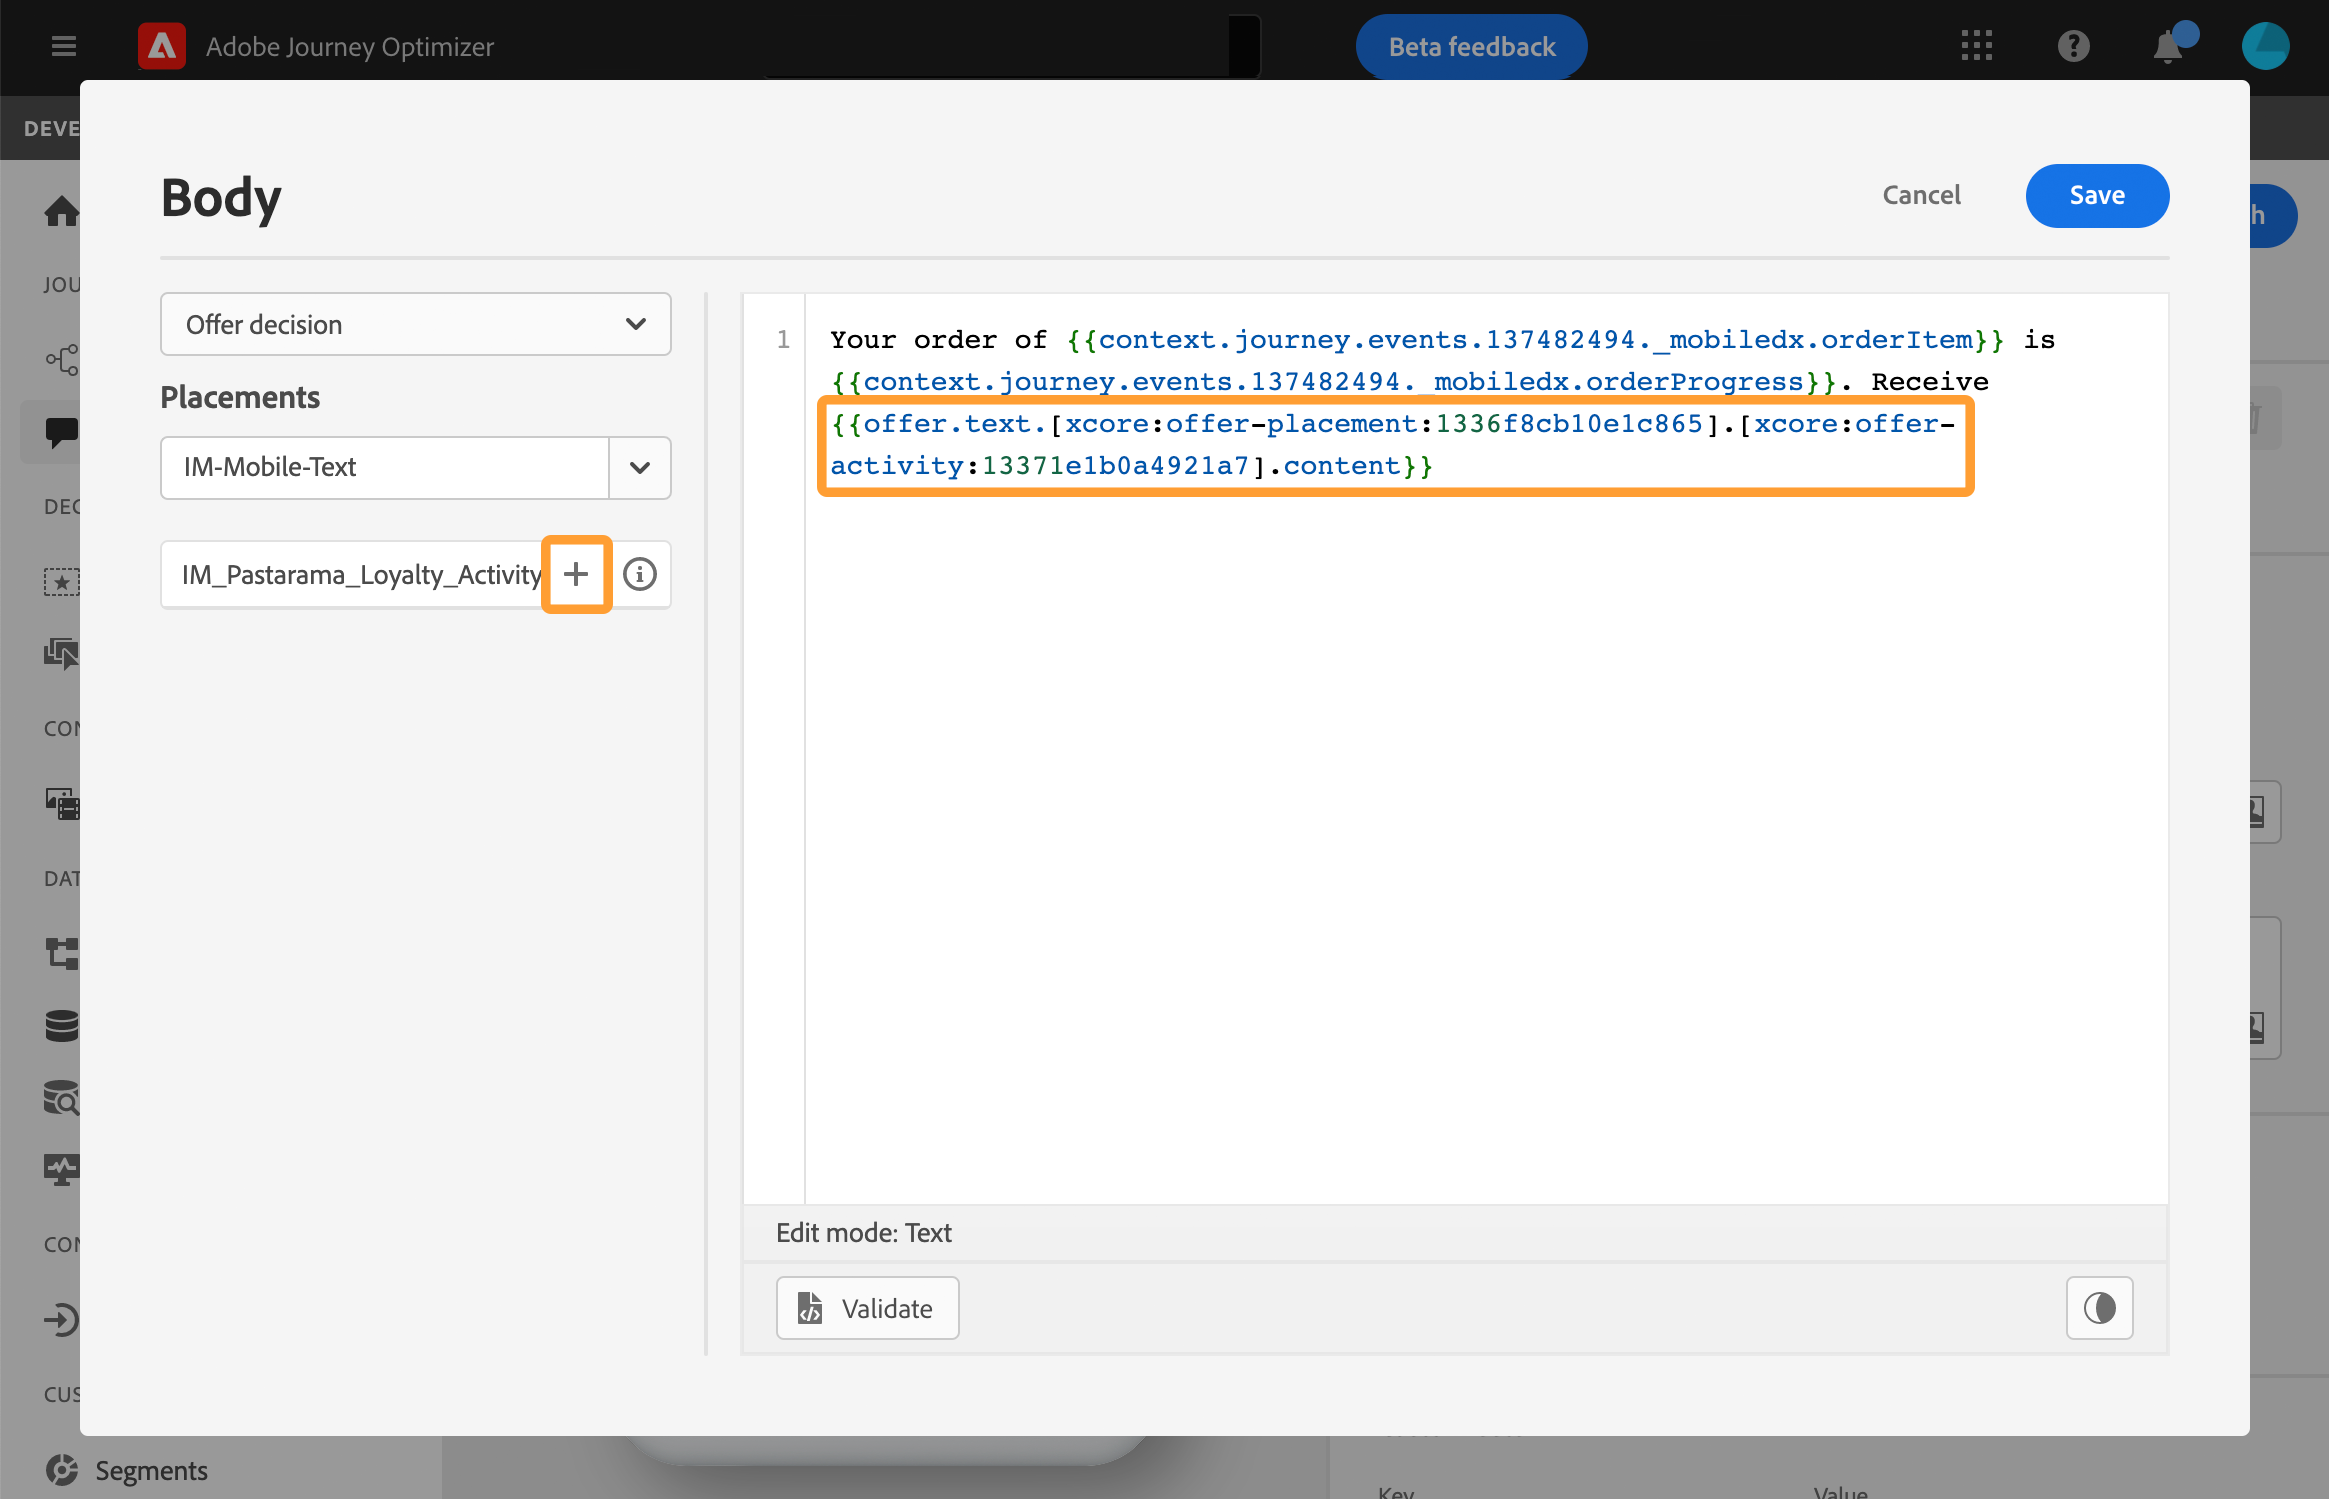 Adobe Journey Optimizer
Beta feedback
DEVE
Body
Cancel
Save
h
JOU
Offer decision
Placements
IM-Mobile-Text
DEC
IM_Pastarama_Loyalty_Activity
1
Your order of {{context.journey.events.137482494._mobiledx.orderItem}} is
{{context.journey.events.137482494._mobiledx.orderProgress}}. Receive
{{offer.text.[xcore:offer-placement:1336f8cb10e1c865].[xcore:offer-
activity:13371e1b0a4921a7].content}}
CON
DAT
CON
CUS
Edit mode: Text
Validate
Segments
Key
Value